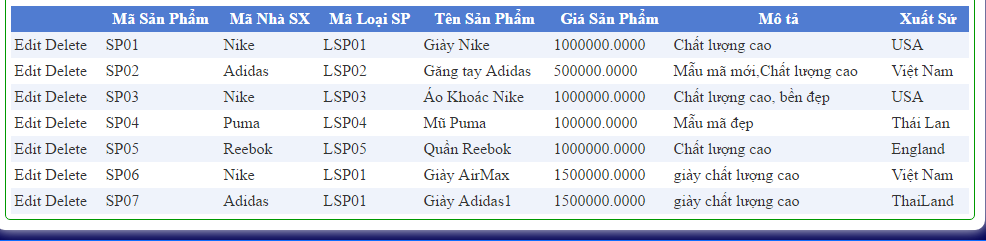 Mã Sản Phẩm Mã Nhà SX Mã Loại SP Tên Sản Phẩm Giá Sản Phẩm Mô tả Xuất Sứ
Edit Delete SP01 Nike LSP01 Giày Nike 1000000.0000 Chất lượng cao USA
Edit Delete SP02 Adidas LSP02 Găng tay Adidas 500000.0000 Mẫu mã mới,Chất lượng cao Việt Nam
Edit Delete SP03 Nike LSP03 Áo Khoác Nike 1000000.0000 Chất lượng cao, bền đẹp USA
Edit Delete SP04 Puma LSP04 Mũ Puma 100000.0000 Mẫu mã đẹp Thái Lan
Edit Delete SP05 Reebok LSP05 Quần Reebok 1000000.0000 Chất lượng cao England
Edit Delete SP06 Nike LSP01 Giày AirMax 1500000.0000 giày chất lượng cao Việt Nam
Edit Delete SP07 Adidas LSP01 Giày Adidas1 1500000.0000 giày chất lượng cao ThaiLand